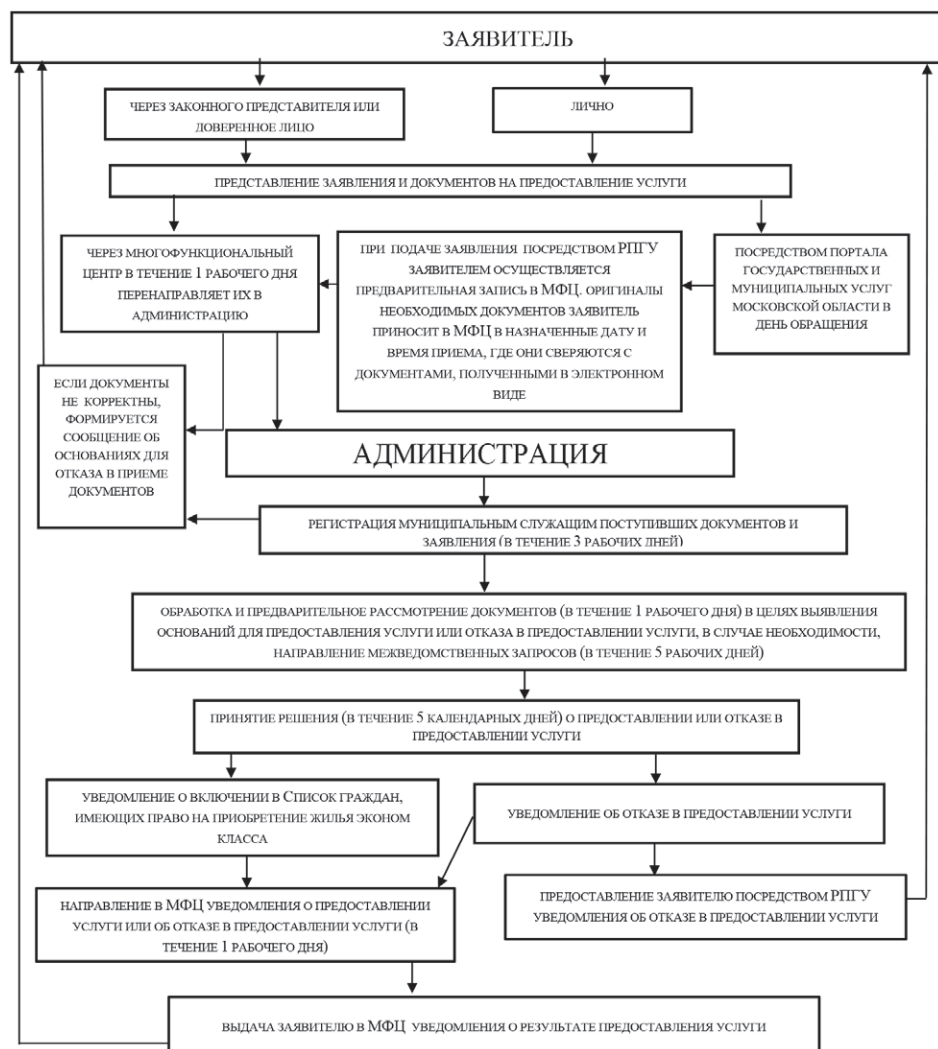 ЗАЯВИТЕЛЬ
ЧЕРЕЗ ЗАКОННОГО ПРЕДСТАВИТЕЛЯ ИЛИ
ДОВЕРЕННОЕ ЛИЦО
ЛИЧНО
ПРЕДСТАВЛЕНИЕ ЗАЯВЛЕНИЯ И ДОКУМЕНТОВ НА ПРЕДОСТАВЛЕНИЕ УСЛУГИ
ЧЕРЕЗ МНОГОФУНКЦИОНАЛЬНЫЙ
ЦЕНТР В ТЕЧЕНИЕ 1 РАБОЧЕГО ДНЯ
ПЕРЕНАПРАВЛЯЕТ ИХ В
АДМИНИСТРАЦИЮ
ПРИ ПОДАЧЕ ЗАЯВЛЕНИЯ ПОСРЕДСТВОМ РПГУ
ЗАЯВИТЕЛЕМ ОСУЩЕСТВЛЯЕТСЯ
ПРЕДВАРИТЕЛЬНАЯ ЗАПИСЬ В МФЦ. ОРИГИНАЛЫ
НЕОБХОДИМЫХ ДОКУМЕНТОВ ЗАЯВИТЕЛЬ
ПРИНОСИТ В МФЦ В НАЗНАЧЕННЫЕ ДАТУ И
ВРЕМЯ ПРИЕМА, ГДЕ ОНИ СВЕРЯЮТСЯ С
ДОКУМЕНТАМИ, ПОЛУЧЕННЫМИ В ЭЛЕКТРОННОМ
ВИДЕ
ПОСРЕДСТВОМ ПОРТАЛА
ГОСУДАРСТВЕННЫХ И
МУНИЦИПАЛЬНЫХ УСЛУГ
МОСКОВСКОЙ ОБЛАСТИ В
ДЕНЬ ОБРАЩЕНИЯ
ЕСЛИ ДОКУМЕНТЫ
НЕ КОРРЕКТНЫ,
ФОРМИРУЕТСЯ
СООБЩЕНИЕ ОБ
ОСНОВАНИЯХ ДЛЯ
ОТКАЗА В ПРИЕМЕ
ДОКУМЕНТОВ
АДМИНИСТРАЦИЯ
РЕГИСТРАЦИЯ МУНИЦИПАЛЬНЫМ СЛУЖАЩИМ ПОСТУПИВШИХ ДОКУМЕНТОВ И
ЗАЯВЛЕНИЯ (В ТЕЧЕНИЕ 3 РАБОЧИХ ДНЕЙ)
ОБРАБОТКА И ПРЕДВАРИТЕЛЬНОЕ РАССМОТРЕНИЕ ДОКУМЕНТОВ (В ТЕЧЕНИЕ 1 РАБОЧЕГО ДНЯ) В ЦЕЛЯХ ВЫЯВЛЕНИЯ
ОСНОВАНИЙ ДЛЯ ПРЕДОСТАВЛЕНИЯ УСЛУГИ ИЛИ ОТКАЗА В ПРЕДОСТАВЛЕНИИ УСЛУГИ, В СЛУЧАЕ НЕОБХОДИМОСТИ,
НАПРАВЛЕНИЕ МЕЖВЕДОМСТВЕННЫХ ЗАПРОСОВ (В ТЕЧЕНИЕ 5 РАБОЧИХ ДНЕЙ)
ПРИНЯТИЕ РЕШЕНИЯ (В ТЕЧЕНИЕ 5 КАЛЕНДАРНЫХ ДНЕЙ) О ПРЕДОСТАВЛЕНИИ ИЛИ ОТКАЗЕ В
ПРЕДОСТАВЛЕНИИ УСЛУГИ
УВЕДОМЛЕНИЕ О ВКЛЮЧЕНИИ В СПИСОК ГРАЖДАН,
ИМЕЮЩИХ ПРАВО НА ПРИОБРЕТЕНИЕ ЖИЛЬЯ ЭКОНОМ
КЛАССА
УВЕДОМЛЕНИЕ ОБ ОТКАЗЕ В ПРЕДОСТАВЛЕНИИ УСЛУГИ
НАПРАВЛЕНИЕ В МФЦ УВЕДОМЛЕНИЯ О ПРЕДОСТАВЛЕНИИ
УСЛУГИ ИЛИ ОБ ОТКАЗЕ В ПРЕДОСТАВЛЕНИИ УСЛУГИ (В
ТЕЧЕНИЕ 1 РАБОЧЕГО ДНЯ)
ПРЕДОСТАВЛЕНИЕ ЗАЯВИТЕЛЮ ПОСРЕДСТВОМ РПГУ
УВЕДОМЛЕНИЯ ОБ ОТКАЗЕ В ПРЕДОСТАВЛЕНИИ УСЛУГИ
ВЫДАЧА ЗАЯВИТЕЛЮ В МФЦ УВЕДОМЛЕНИЯ О РЕЗУЛЬТАТЕ ПРЕДОСТАВЛЕНИЯ УСЛУГИ